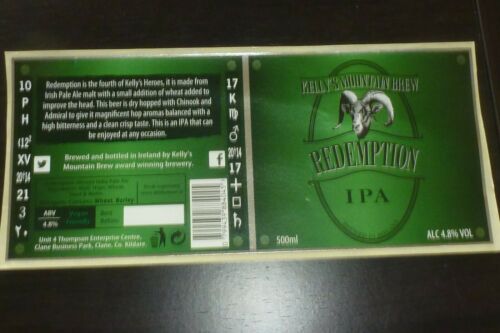 Redemption is the fourth of Kelly's Heroes, it is made from
Irish Pale Ale malt with a small addition of wheat added to
improve the head. This beer is dry hopped with Chinook and
Admiral to give it magnificent hop aromas balanced with a
high bitterness and a clean crisp taste. This is an IPA that can
be enjoyed at any occasion.
Brewed and bottled in Ireland by Kelly's
Mountain Brew award winning brewery.
10
P
H
XV
20'14
21
3
17
K
♍
♂
20'14
17
+
□
♄
Wheat, Barley
ABV
4.8%
Vegan
Friendly
Best
Before
Unit 4 Thompson Enterprise Centre,
Clane Business Park, Clane. Co. Kildare
KELLY'S MOUNTAIN BREW
REDEMPTION
IPA
500ml
ALC 4.8% VOL